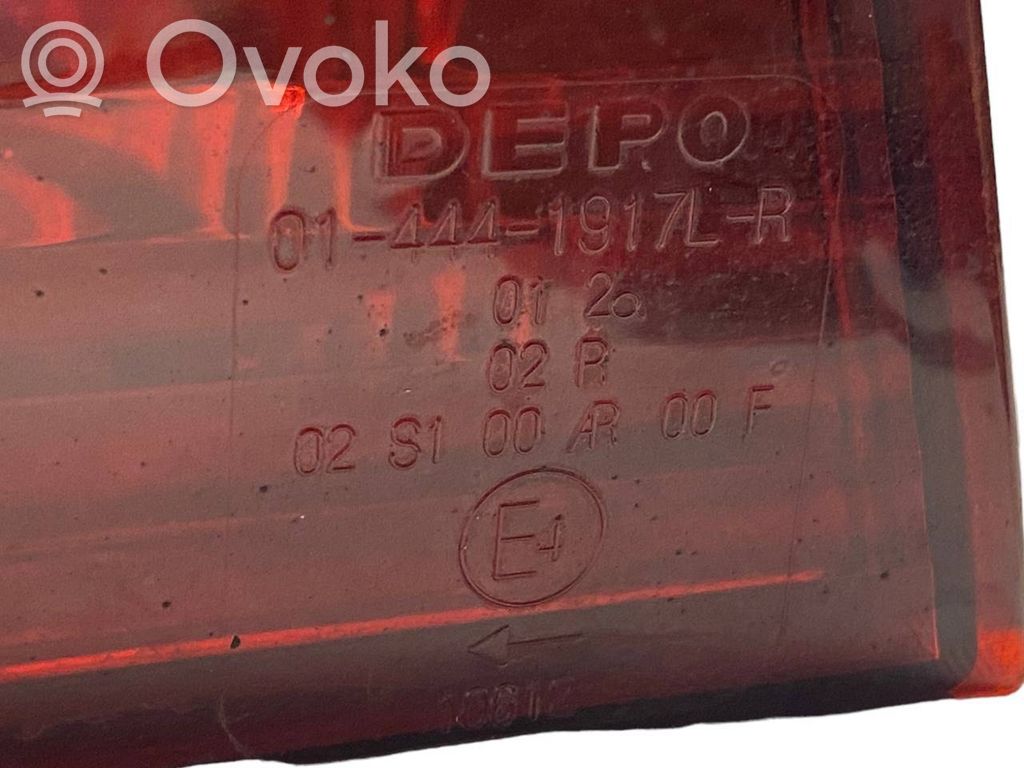 Ovoko
DEPO
01-444-1917L-R
01 2a
02 R
02 S1 00 AR 00 F
E4
←